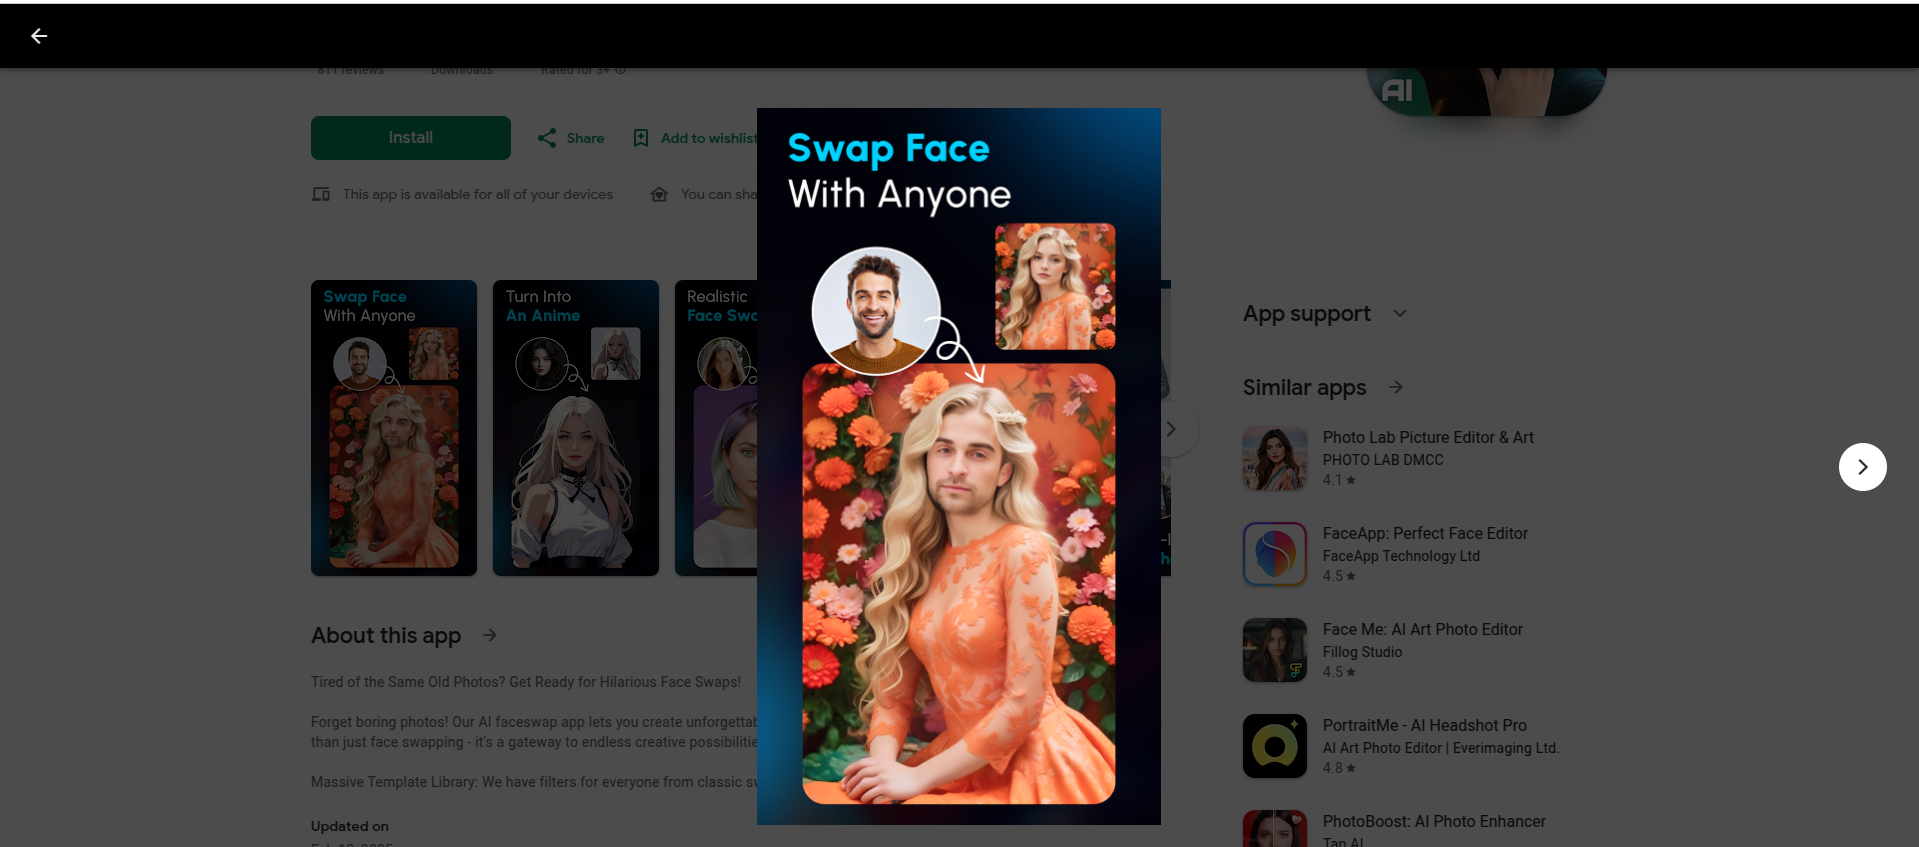 811 reviews
Downloads
Rated for 3+
AI
Install
Share
Add to wishlist
This app is available for all of your devices
You can sha
Swap Face
With Anyone
Swap Face
With Anyone
Turn Into
An Anime
Realistic
Face Swa
App support
Similar apps
Photo Lab Picture Editor & Art
PHOTO LAB DMCC
4.1 ★
FaceApp: Perfect Face Editor
FaceApp Technology Ltd
4.5 ★
Face Me: AI Art Photo Editor
Fillog Studio
4.5 ★
PortraitMe - AI Headshot Pro
AI Art Photo Editor | Everimaging Ltd.
4.8 ★
PhotoBoost: AI Photo Enhancer
Tap AI
About this app
Tired of the Same Old Photos? Get Ready for Hilarious Face Swaps!
Forget boring photos! Our AI faceswap app lets you create unforgettab
than just face swapping - it's a gateway to endless creative possibilitie
Massive Template Library: We have filters for everyone from classic sw
Updated on